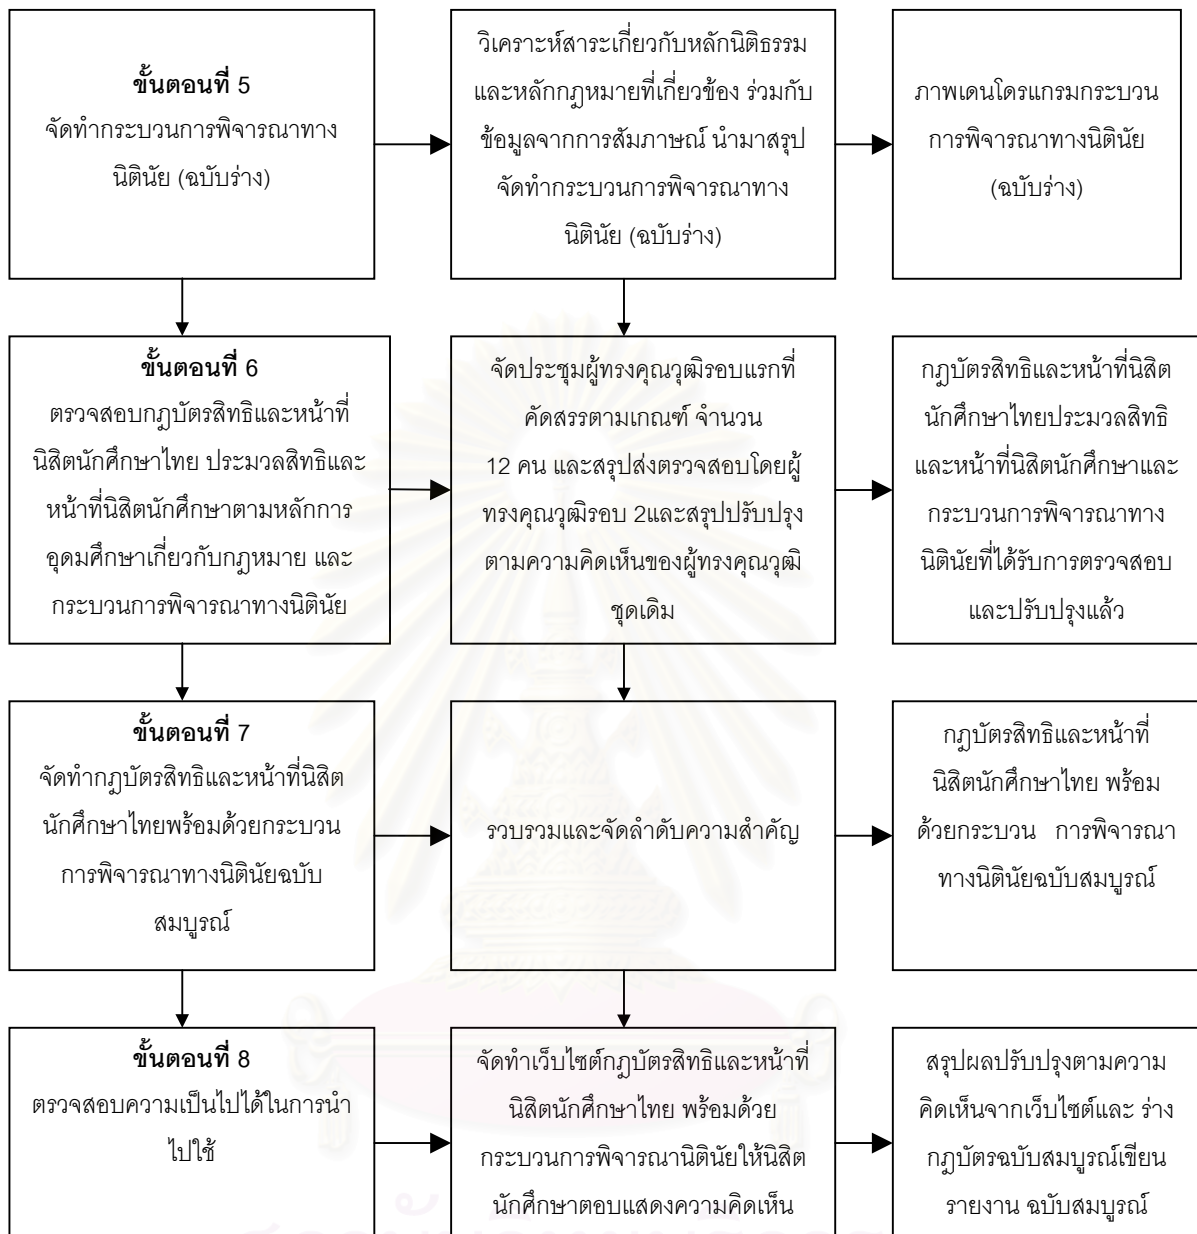 ขั้นตอนที่ 5
จัดทำกระบวนการพิจารณาทาง
นิตินัย (ฉบับร่าง)
วิเคราะห์สาระเกี่ยวกับหลักนิติธรรม
และหลักกฎหมายที่เกี่ยวข้อง ร่วมกับ
ข้อมูลจากการสัมภาษณ์ นำมาสรุป
จัดทำกระบวนการพิจารณาทาง
นิตินัย (ฉบับร่าง)
ภาพเดนโดรแกรมกระบวน
การพิจารณาทางนิตินัย
(ฉบับร่าง)
ขั้นตอนที่ 6
ตรวจสอบกฎบัตรสิทธิและหน้าที่
นิสิตนักศึกษาไทย ประมวลสิทธิและ
หน้าที่นิสิตนักศึกษาตามหลักการ
อุดมศึกษาเกี่ยวกับกฎหมาย และ
กระบวนการพิจารณาทางนิตินัย
จัดประชุมผู้ทรงคุณวุฒิรอบแรกที่
คัดสรรตามเกณฑ์ จำนวน
12 คน และสรุปส่งตรวจสอบโดยผู้
ทรงคุณวุฒิรอบ 2และสรุปปรับปรุง
ตามความคิดเห็นของผู้ทรงคุณวุฒิ
ชุดเดิม
กฎบัตรสิทธิและหน้าที่นิสิต
นักศึกษาไทยประมวลสิทธิ
และหน้าที่นิสิตนักศึกษาและ
กระบวนการพิจารณาทาง
นิตินัยที่ได้รับการตรวจสอบ
และปรับปรุงแล้ว
ขั้นตอนที่ 7
จัดทำกฎบัตรสิทธิและหน้าที่นิสิต
นักศึกษาไทยพร้อมด้วยกระบวน
การพิจารณาทางนิตินัยฉบับ
สมบูรณ์
รวบรวมและจัดลำดับความสำคัญ
กฎบัตรสิทธิและหน้าที่
นิสิตนักศึกษาไทย พร้อม
ด้วยกระบวน   การพิจารณา
ทางนิตินัยฉบับสมบูรณ์
ขั้นตอนที่ 8
ตรวจสอบความเป็นไปได้ในการนำ
ไปใช้
จัดทำเว็บไซต์กฎบัตรสิทธิและหน้าที่
นิสิตนักศึกษาไทย พร้อมด้วย
กระบวนการพิจารณานิตินัยให้นิสิต
นักศึกษาตอบแสดงความคิดเห็น
สรุปผลปรับปรุงตามความ
คิดเห็นจากเว็บไซต์และ ร่าง
กฎบัตรฉบับสมบูรณ์เขียน
รายงาน ฉบับสมบูรณ์